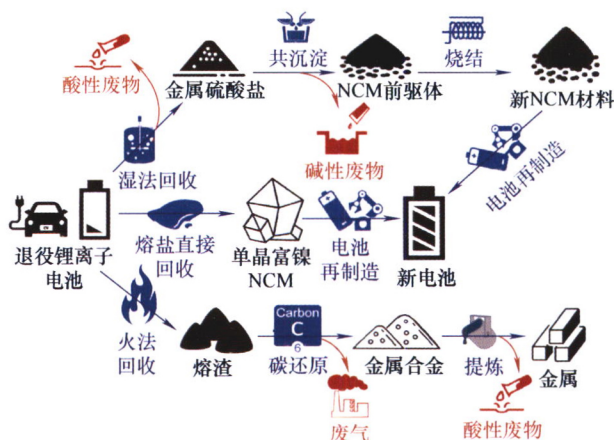 共沉淀
烧结
酸性废物
金属硫酸盐
NCM前驱体
新NCM材料
碱性废物
湿法回收
电池再制造
退役锂离子
电池
熔盐直接
回收
单晶富镍
NCM
电池
再制造
新电池
火法
回收
熔渣
Carbon
C
6
碳还原
金属合金
提炼
金属
废气
酸性废物